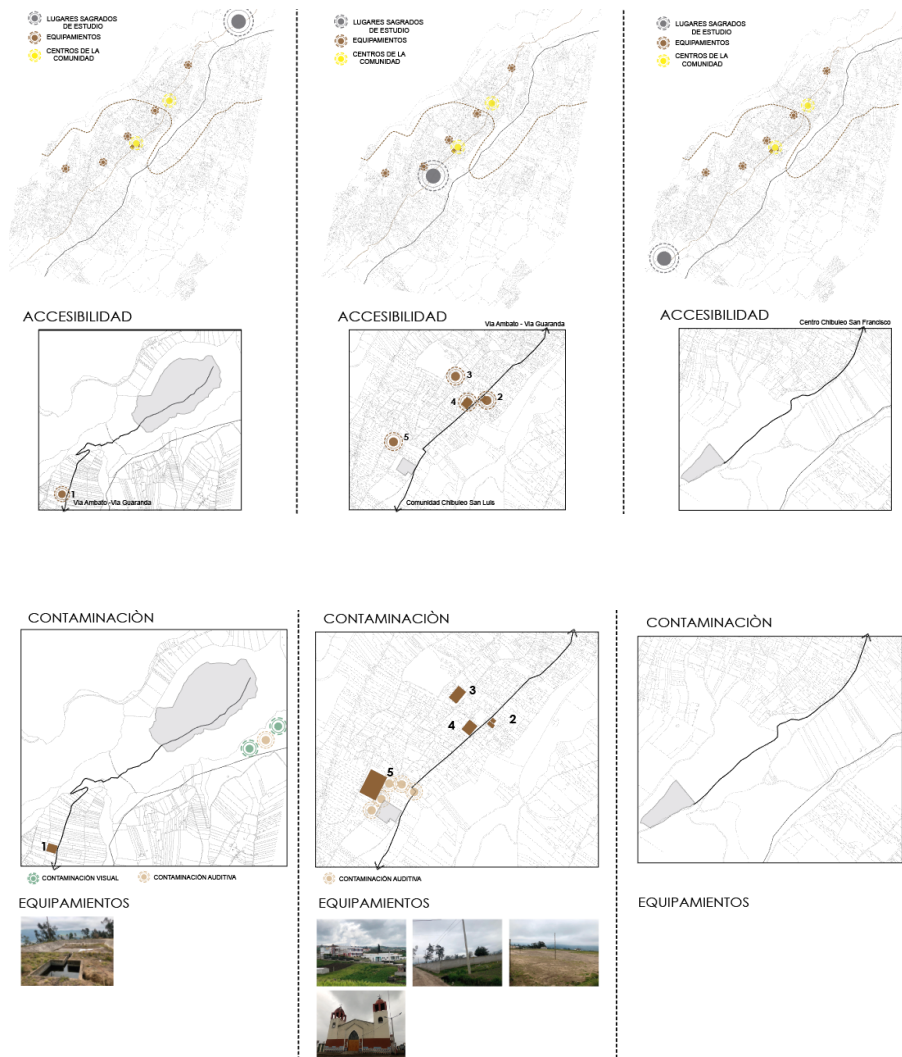 LUGARES SAGRADOS
DE ESTUDIO
EQUIPAMIENTOS
CENTROS DE LA
COMUNIDAD
LUGARES SAGRADOS
DE ESTUDIO
EQUIPAMIENTOS
CENTROS DE LA
COMUNIDAD
LUGARES SAGRADOS
DE ESTUDIO
EQUIPAMIENTOS
CENTROS DE LA
COMUNIDAD
ACCESIBILIDAD
1
Via Ambato -Via Guaranda
ACCESIBILIDAD
Via Ambato - Via Guaranda
3
4
2
5
Comunidad Chibuleo San Luis
ACCESIBILIDAD
Centro Chibuleo San Francisco
CONTAMINACIÒN
1
CONTAMINACIÓN VISUAL
CONTAMINACIÓN AUDITIVA
CONTAMINACIÒN
3
4
2
5
CONTAMINACIÓN AUDITIVA
CONTAMINACIÒN
EQUIPAMIENTOS
EQUIPAMIENTOS
EQUIPAMIENTOS